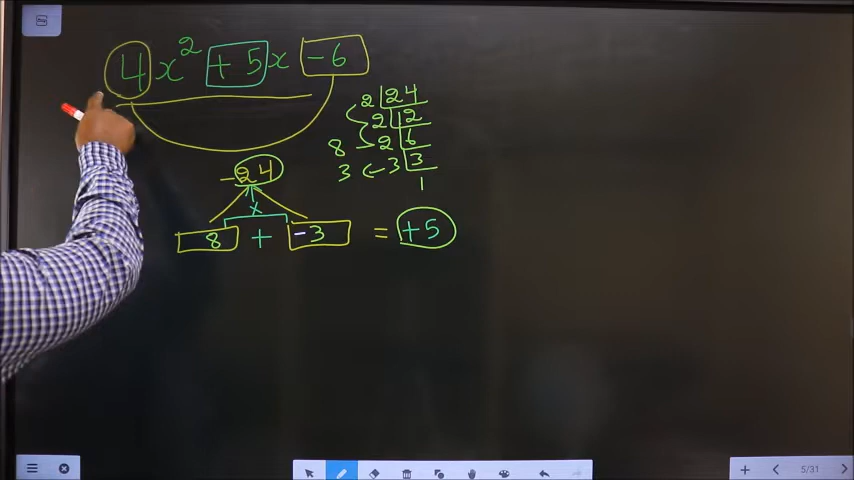 4x² + 5x - 6
2 | 24
2 | 12
8 - 2 | 6
3 ← 3 | 3
1
-24
x
8 + -3 = +5
5/31